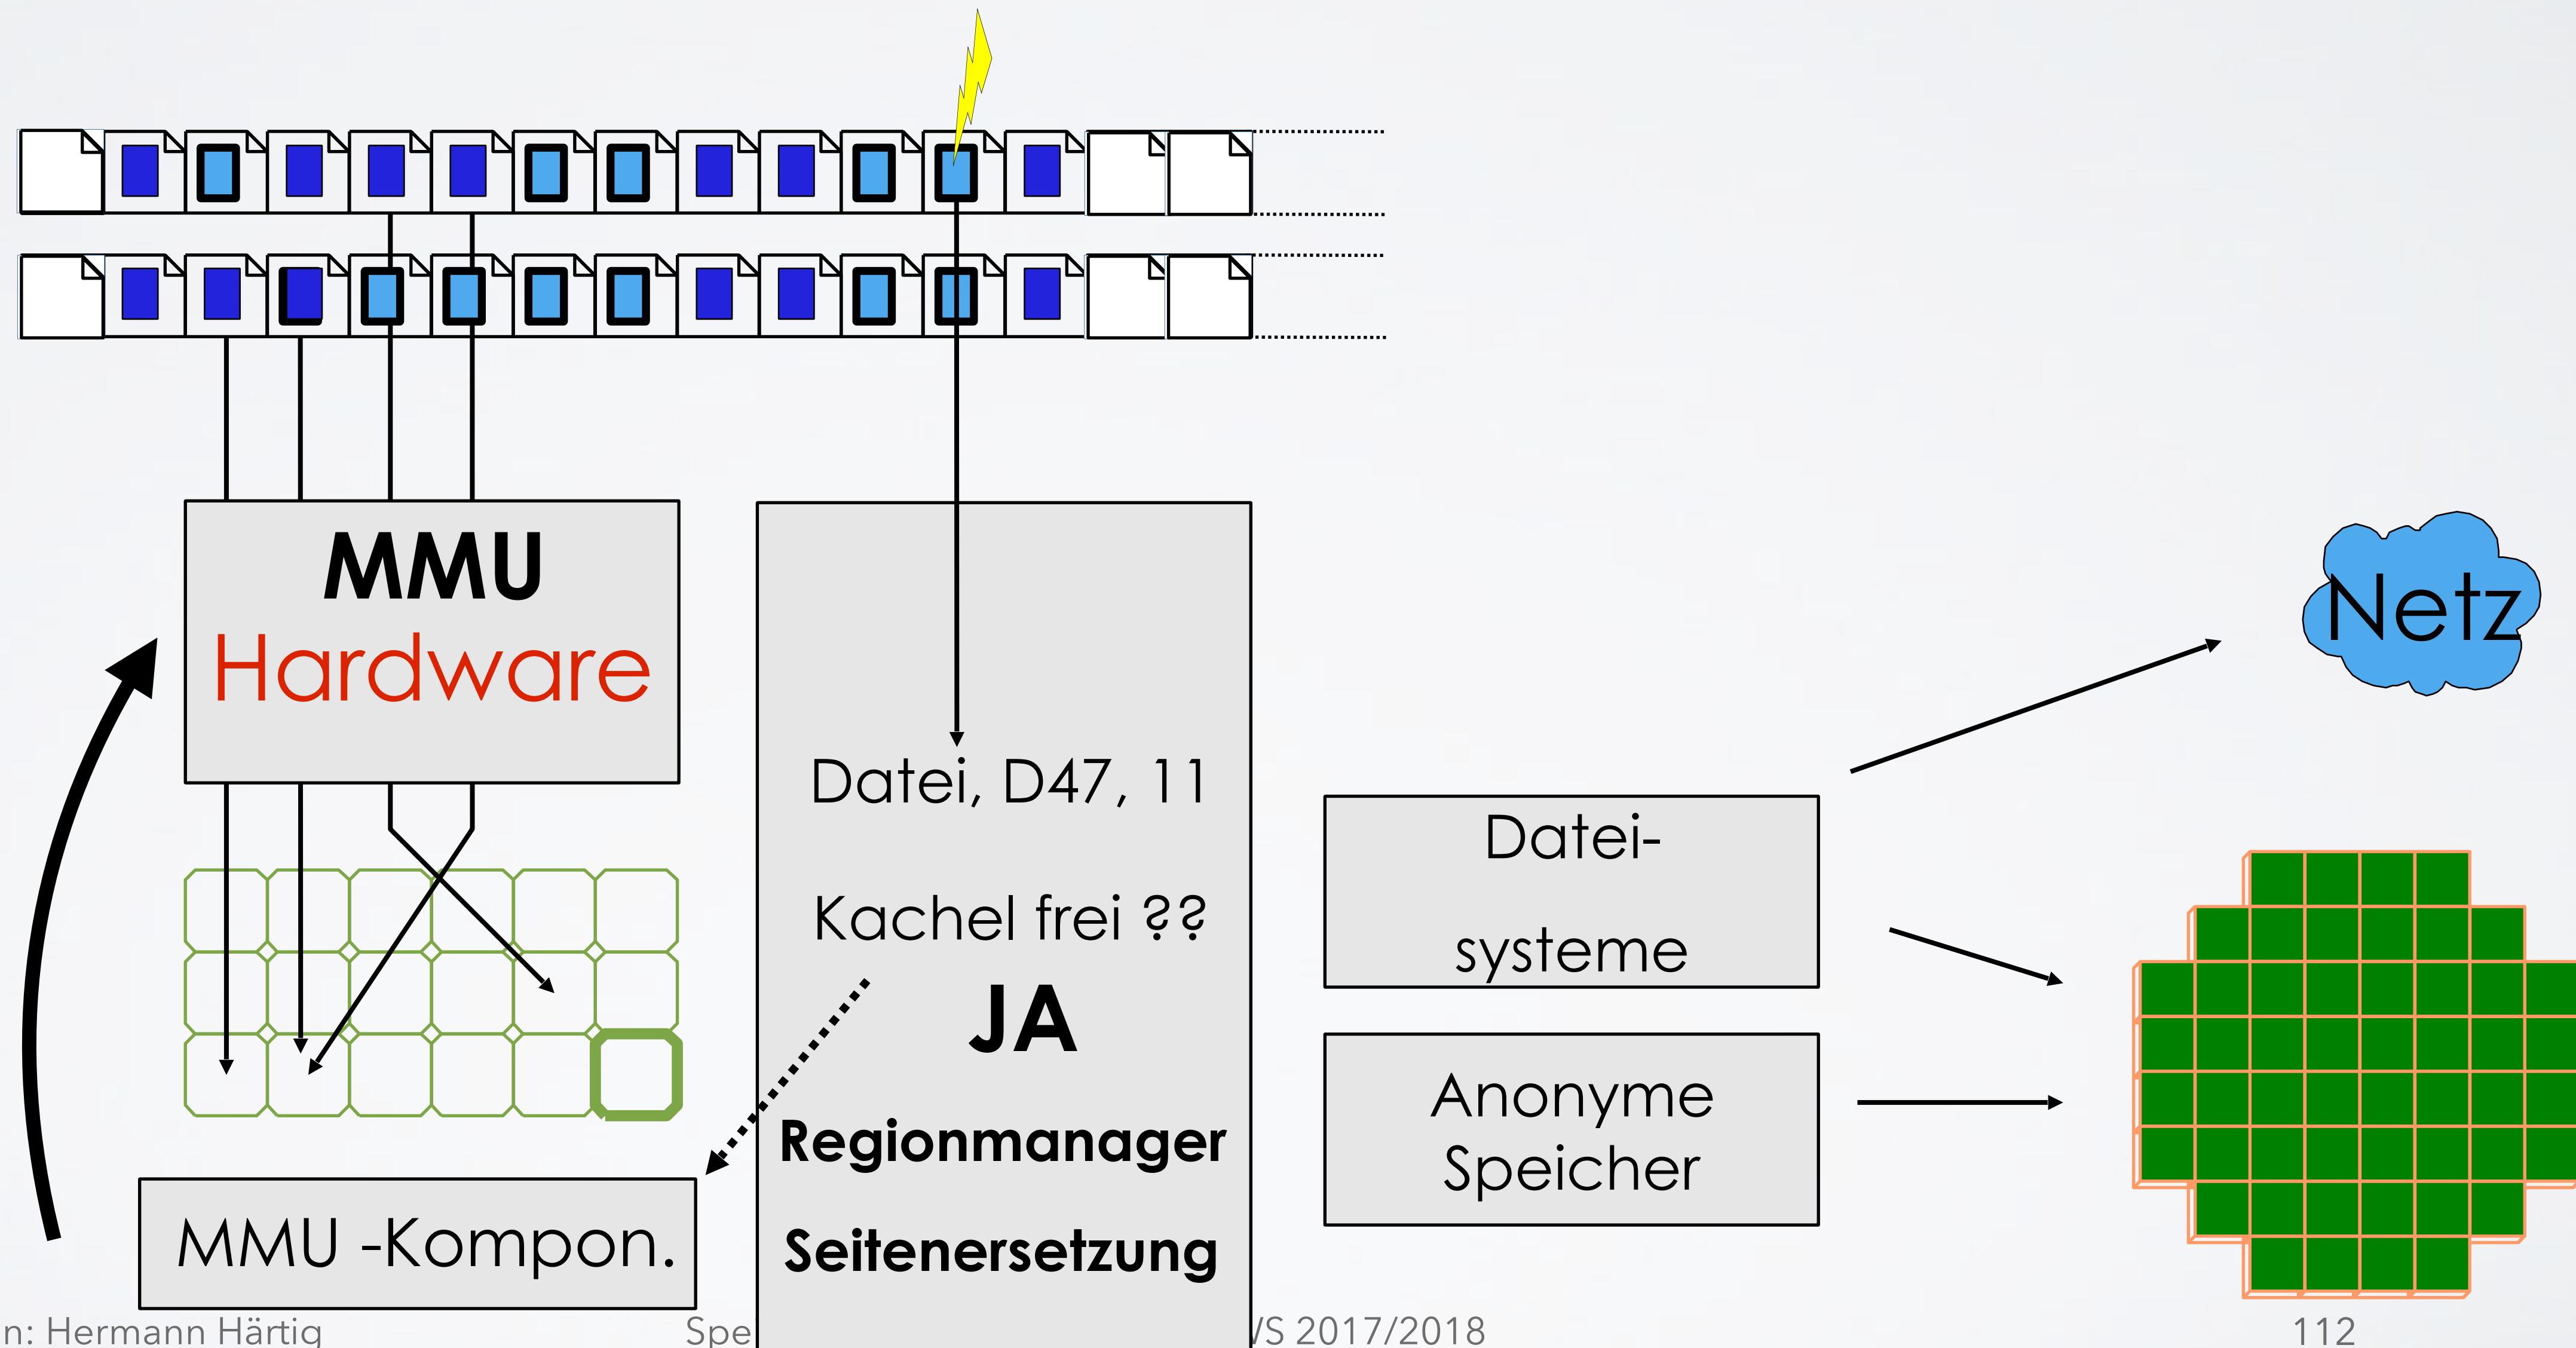 MMU
Hardware
Netz
Datei, D47, 11
Kachel frei ??
JA
Regionmanager
Seitenersetzung
Datei-
systeme
Anonyme
Speicher
MMU -Kompon.
n: Hermann Härtig
Spe
WS 2017/2018
112